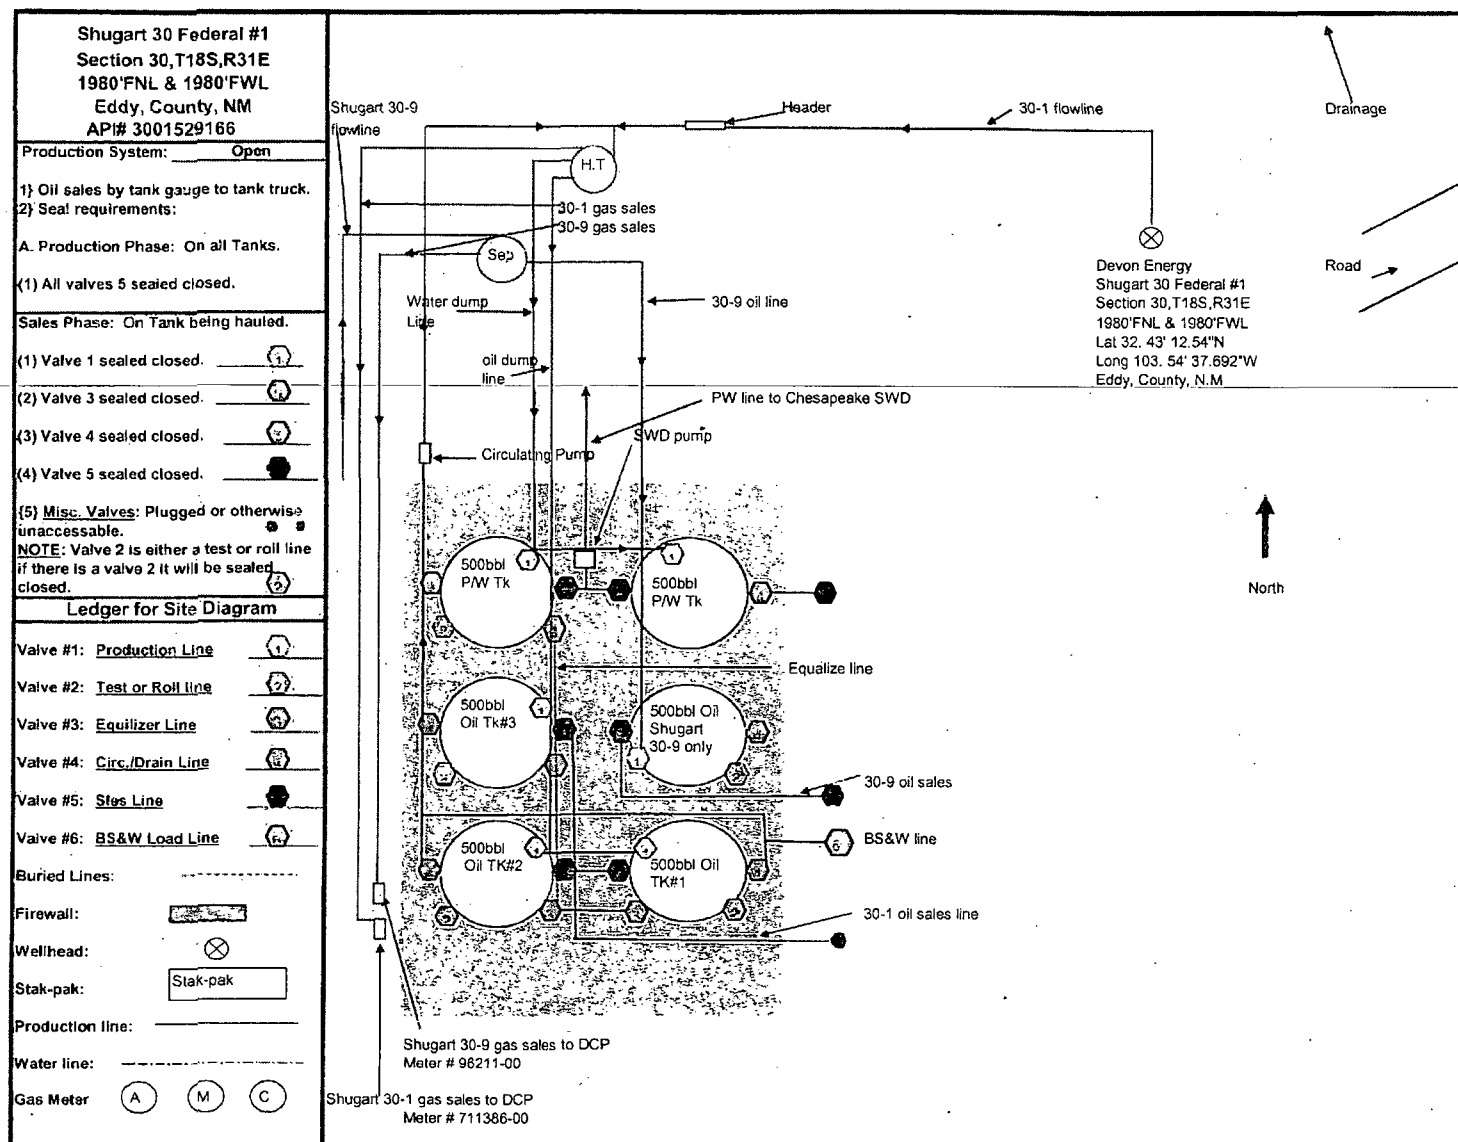 Shugart 30 Federal #1
Section 30,T18S,R31E
1980'FNL & 1980'FWL
Eddy, County, NM
API# 3001529166
Production System: Open
1} Oil sales by tank gauge to tank truck.
2} Seal requirements:
A. Production Phase: On all Tanks.
(1) All valves 5 sealed closed.
Sales Phase: On Tank being hauled.
(1) Valve 1 sealed closed.
(2) Valve 3 sealed closed.
(3) Valve 4 sealed closed.
(4) Valve 5 sealed closed.
{5} Misc. Valves: Plugged or otherwise
unaccessable.
NOTE: Valve 2 is either a test or roll line
if there is a valve 2 it will be sealed
closed.
Ledger for Site Diagram
Valve #1: Production Line
Valve #2: Test or Roll line
Valve #3: Equilizer Line
Valve #4: Circ./Drain Line
Valve #5: Sles Line
Valve #6: BS&W Load Line
Buried Lines:
Firewall:
Wellhead:
Stak-pak: Stak-pak
Production line:
Water line:
Gas Meter A M C
Shugart 30-9
flowline
Header
30-1 flowline
Drainage
H.T
30-1 gas sales
30-9 gas sales
Sep
Water dump
Line
30-9 oil line
oil dump
line
PW line to Chesapeake SWD
SWD pump
Circulating Pump
Devon Energy
Shugart 30 Federal #1
Section 30,T18S,R31E
1980'FNL & 1980'FWL
Lat 32. 43' 12.54"N
Long 103. 54' 37.692"W
Eddy, County, N.M
Road
North
500bbl
P/W Tk
500bbl
P/W Tk
Equalize line
500bbl
Oil Tk#3
500bbl Oil
Shugart
30-9 only
30-9 oil sales
BS&W line
500bbl
Oil TK#2
500bbl Oil
TK#1
30-1 oil sales line
Shugart 30-9 gas sales to DCP
Meter # 96211-00
Shugart 30-1 gas sales to DCP
Meter # 711386-00